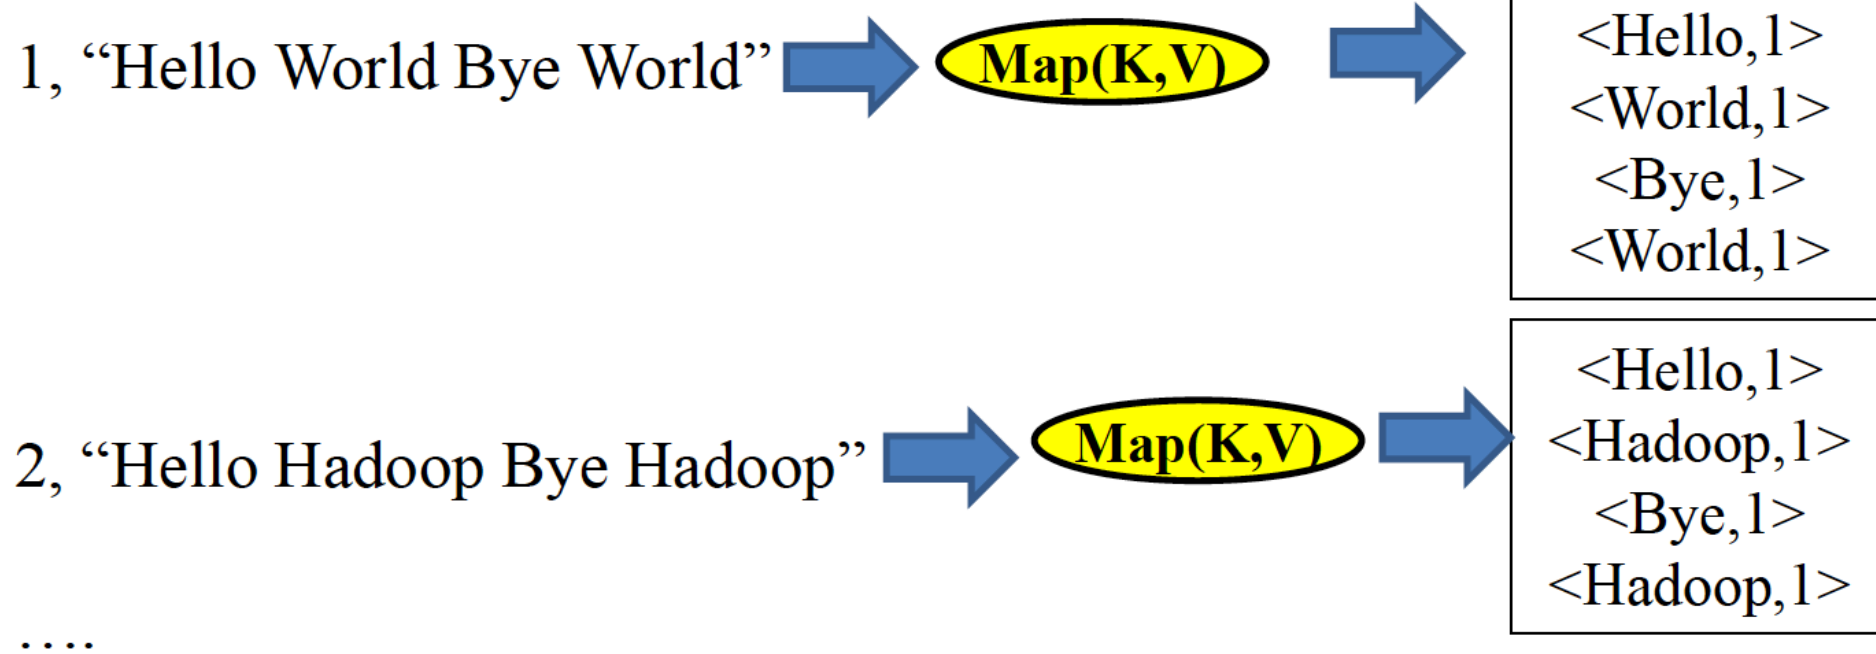 1, “Hello World Bye World”
Map(K,V)
<Hello,1>
<World,1>
<Bye,1>
<World,1>
2, “Hello Hadoop Bye Hadoop”
Map(K,V)
<Hello,1>
<Hadoop,1>
<Bye,1>
<Hadoop,1>
....